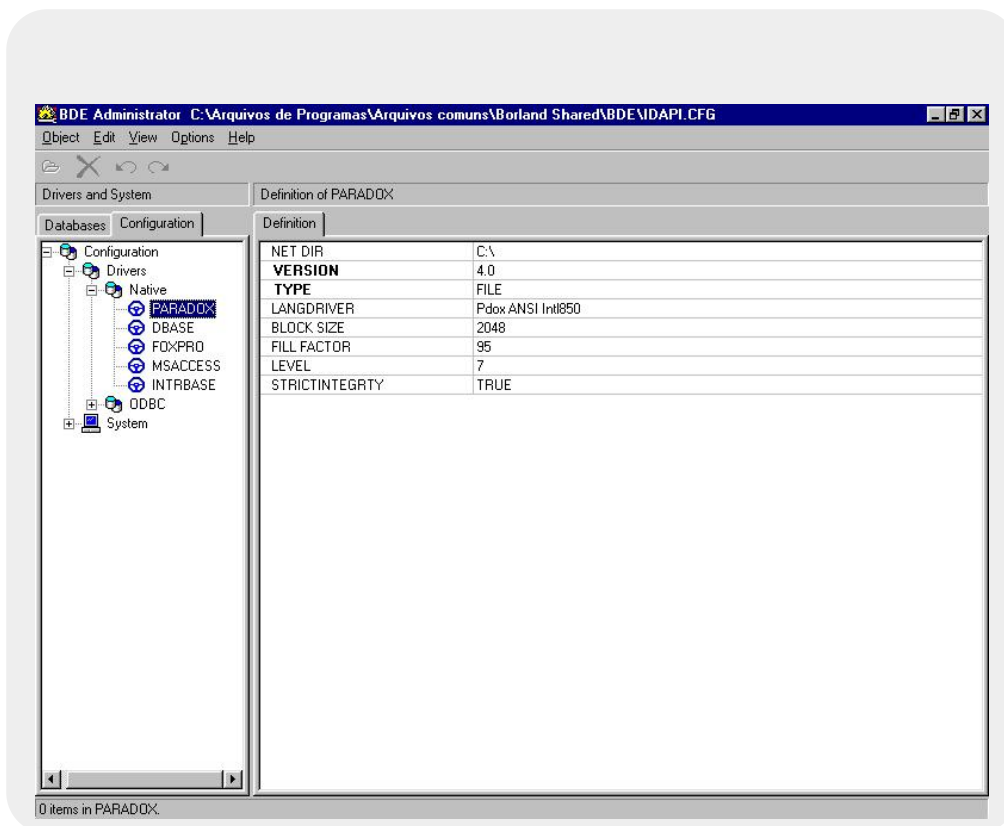 BDE Administrator C:\Arquivos de Programas\Arquivos comuns\Borland Shared\BDE\IDAPI.CFG
Object Edit View Options Help
Drivers and System
Definition of PARADOX
Databases Configuration
Definition
Configuration
Drivers
Native
PARADOX
DBASE
FOXPRO
MSACCESS
INTRBASE
ODBC
System
NET DIR C:\
VERSION 4.0
TYPE FILE
LANGDRIVER Pdox ANSI Intl850
BLOCK SIZE 2048
FILL FACTOR 95
LEVEL 7
STRICTINTEGRTY TRUE
0 items in PARADOX.